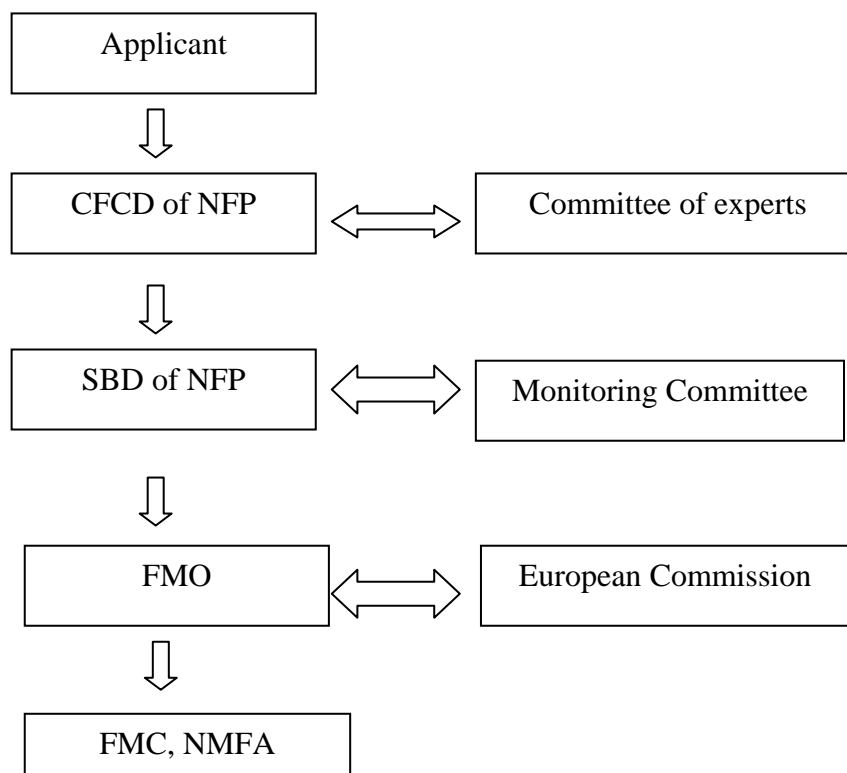 Applicant
CFCD of NFP
Committee of experts
SBD of NFP
Monitoring Committee
FMO
European Commission
FMC, NMFA